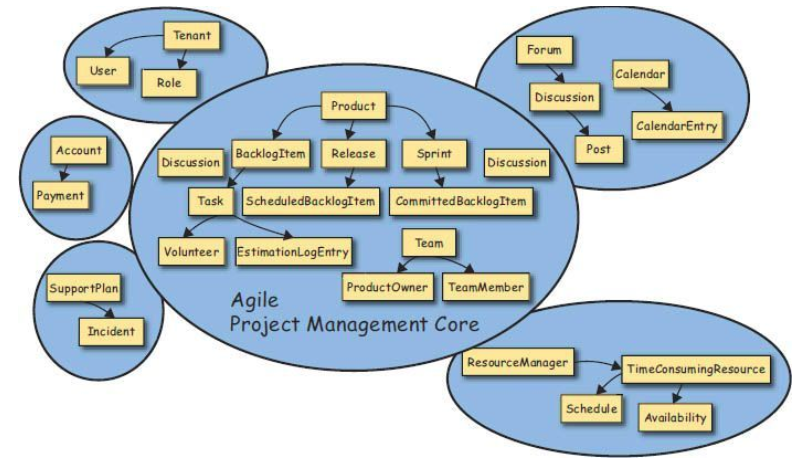 Tenant
User
Role
Forum
Calendar
Discussion
CalendarEntry
Post
Product
BacklogItem
Release
Sprint
Discussion
Discussion
Task
ScheduledBacklogItem
CommittedBacklogItem
Volunteer
EstimationLogEntry
Team
ProductOwner
TeamMember
Agile
Project Management Core
Account
Payment
SupportPlan
Incident
ResourceManager
TimeConsumingResource
Schedule
Availability